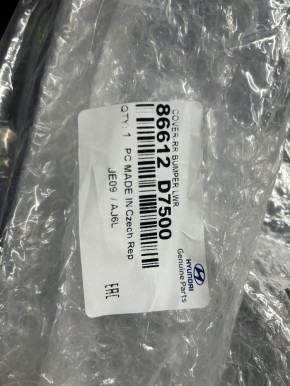 COVER-RR BUMPER LWR
86612 D7500
QTY : 1 PC MADE IN Czech Rep
JE09 / AJ6L
EAC
HYUNDAI
Genuine Parts